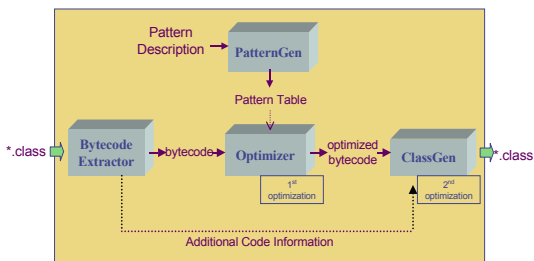 Pattern
Description
PatternGen
Pattern Table
*.class
Bytecode
Extractor
bytecode
Optimizer
optimized
bytecode
ClassGen
*.class
1st
optimization
2nd
optimization
Additional Code Information